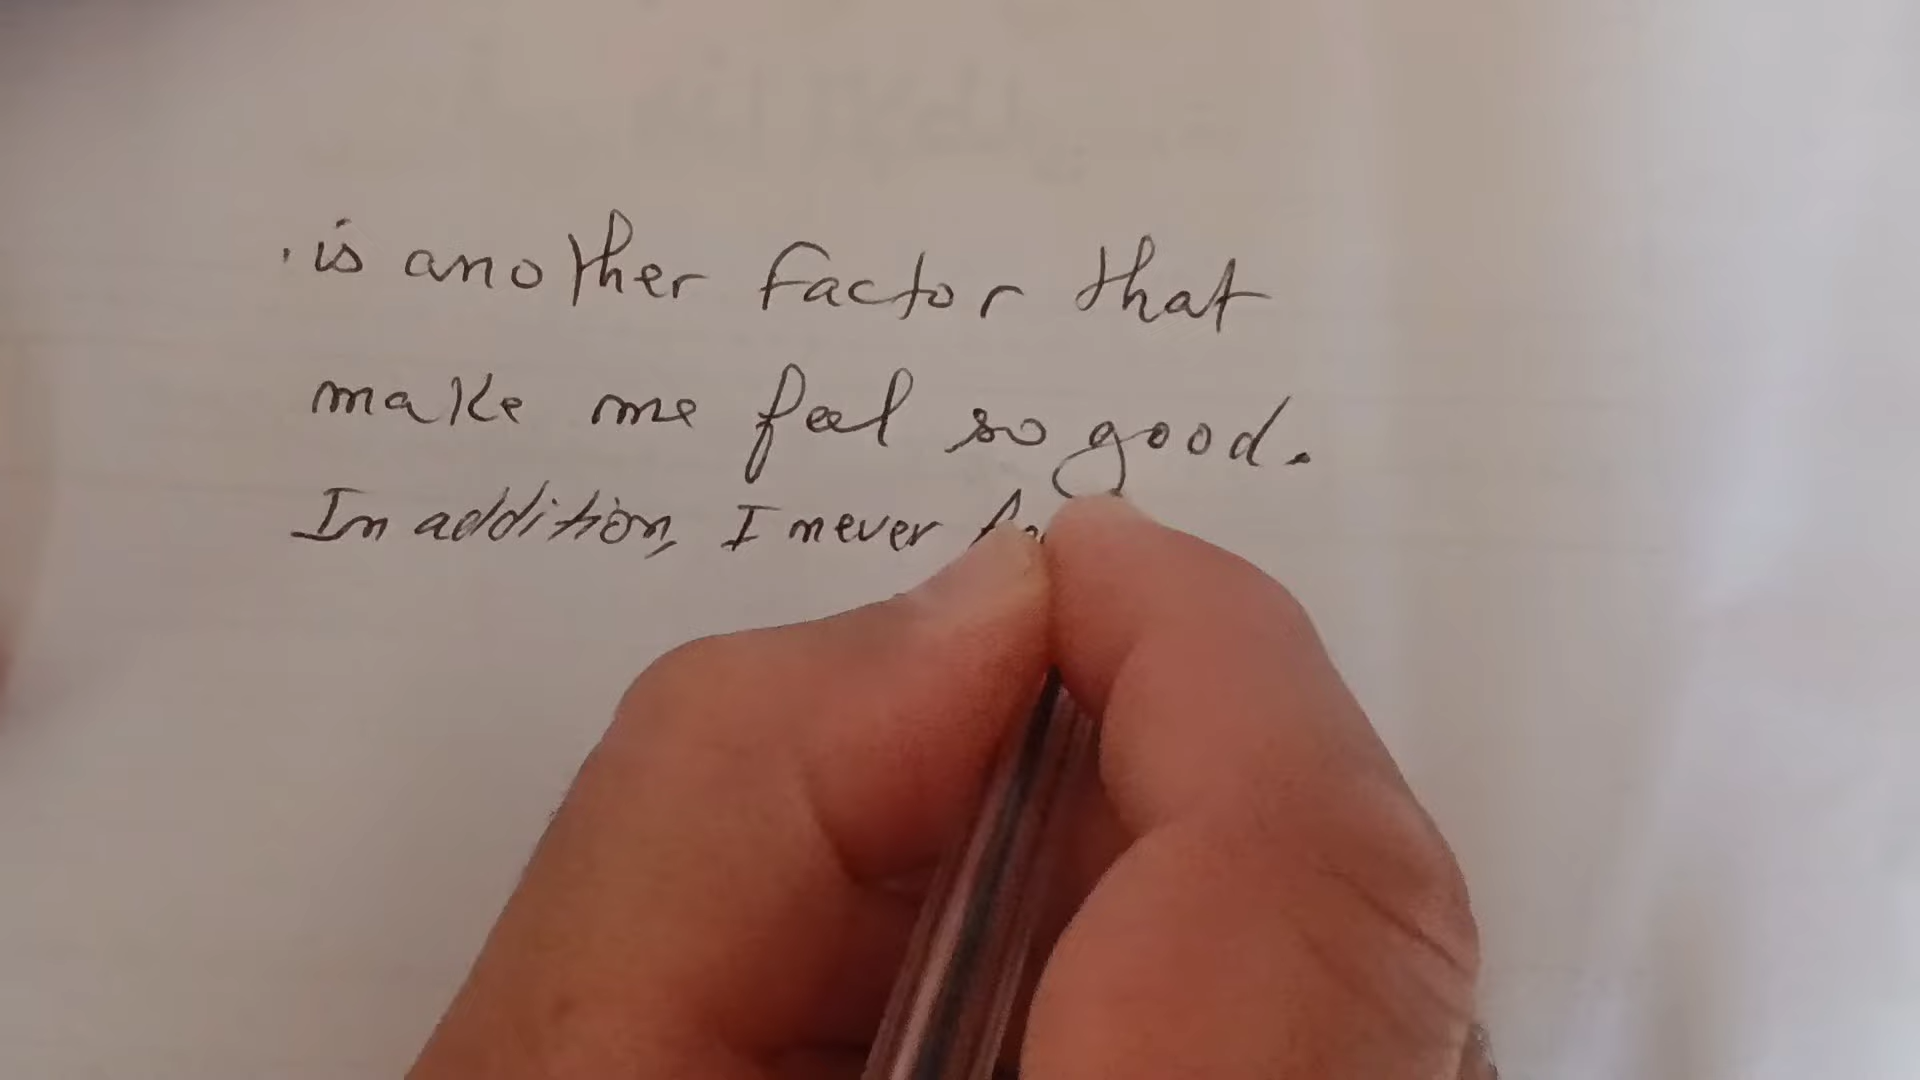 is another factor that
make me feel so good.
In addition, I never